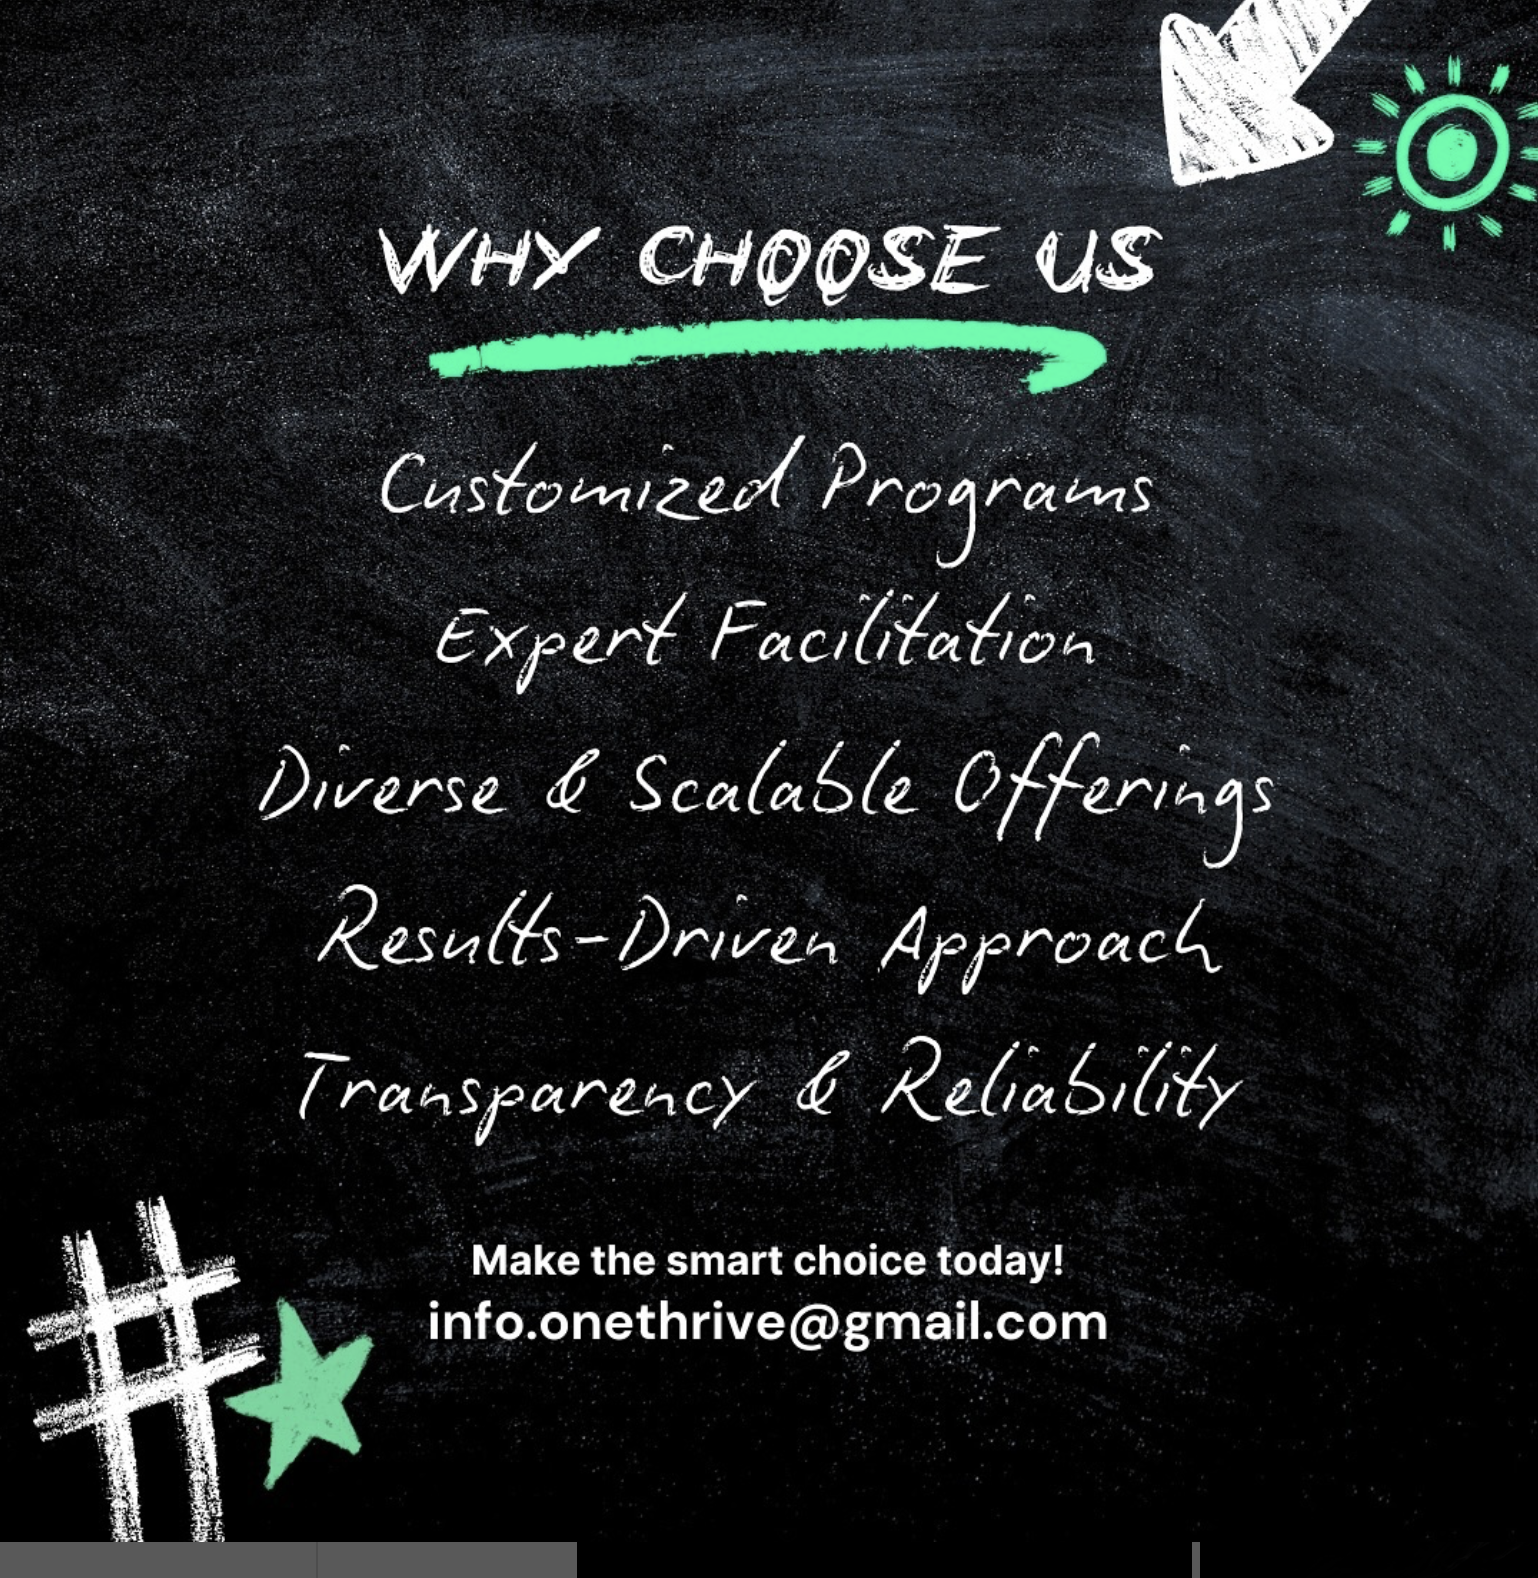 WHY CHOOSE US
Customized Programs
Expert Facilitation
Diverse & Scalable Offerings
Results-Driven Approach
Transparency & Reliability
#
Make the smart choice today!
info.onethrive@gmail.com